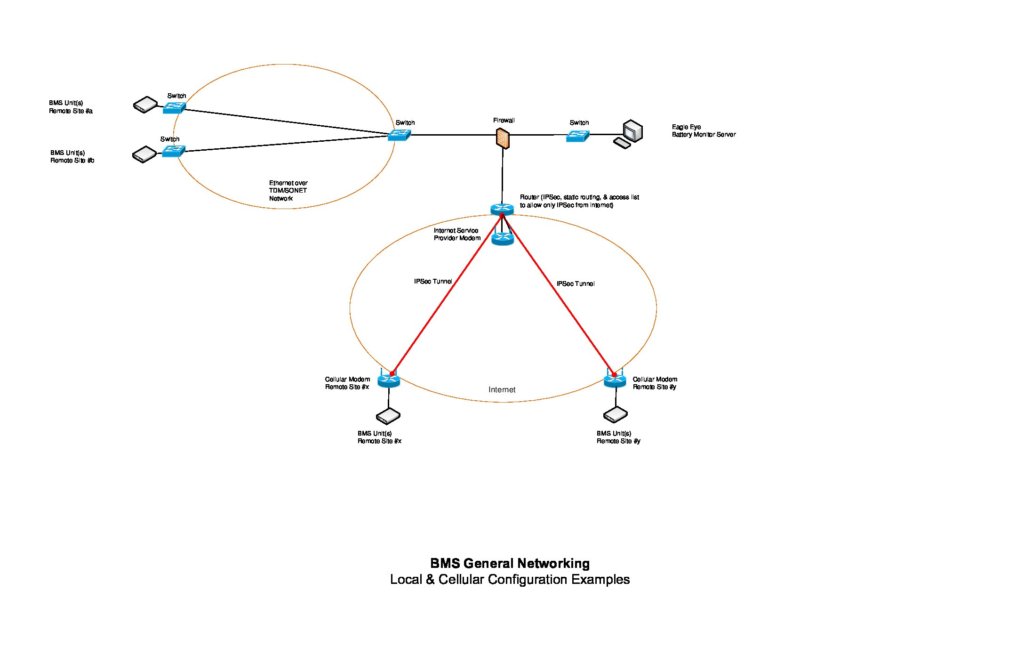 Switch
BMS Unit(s)
Remote Site #a
Switch
BMS Unit(s)
Remote Site #b
Switch
Firewall
Switch
Eagle Eye
Battery Monitor Server
Ethernet over
TDM/SONET
Network
Router (IPSec, static routing, & access list
to allow only IPSec from internet)
Internet Service
Provider Modem
IPSec Tunnel
IPSec Tunnel
Cellular Modem
Remote Site #x
Internet
Cellular Modem
Remote Site #y
BMS Unit(s)
Remote Site #x
BMS Unit(s)
Remote Site #y
BMS General Networking
Local & Cellular Configuration Examples